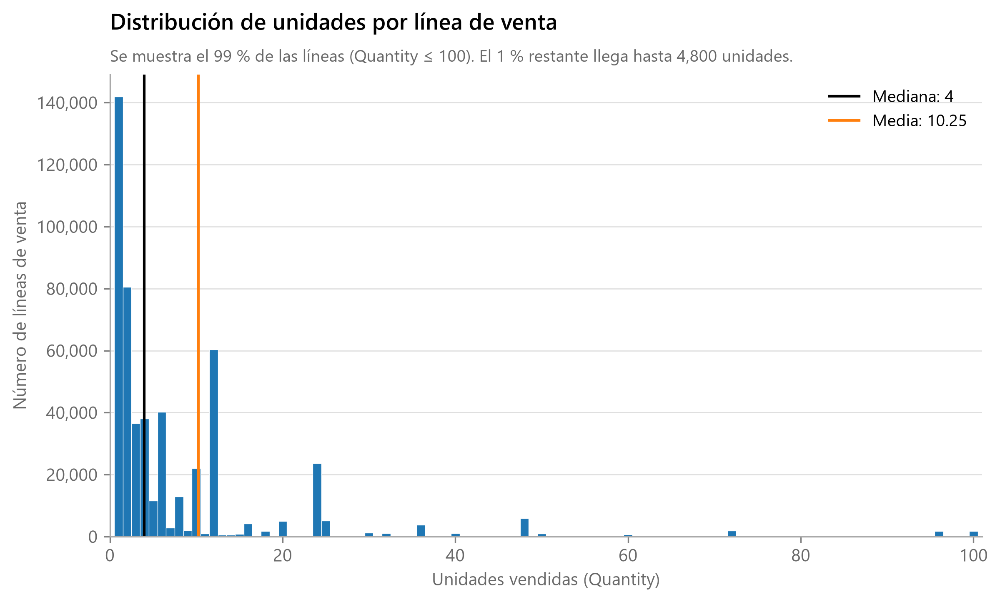 Distribución de unidades por línea de venta
Se muestra el 99 % de las líneas (Quantity ≤ 100). El 1 % restante llega hasta 4,800 unidades.
Mediana: 4
Media: 10.25
Número de líneas de venta
140,000
120,000
100,000
80,000
60,000
40,000
20,000
0
0 20 40 60 80 100
Unidades vendidas (Quantity)